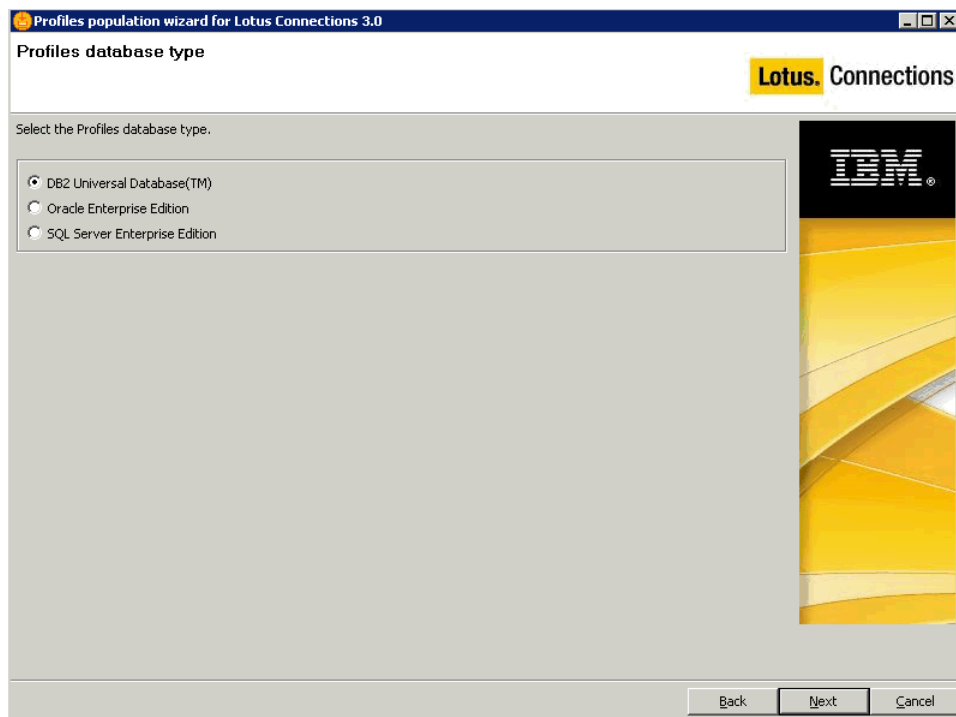 Profiles population wizard for Lotus Connections 3.0
Profiles database type
Lotus. Connections
Select the Profiles database type.
IBM®
DB2 Universal Database(TM)
Oracle Enterprise Edition
SQL Server Enterprise Edition
Back Next Cancel